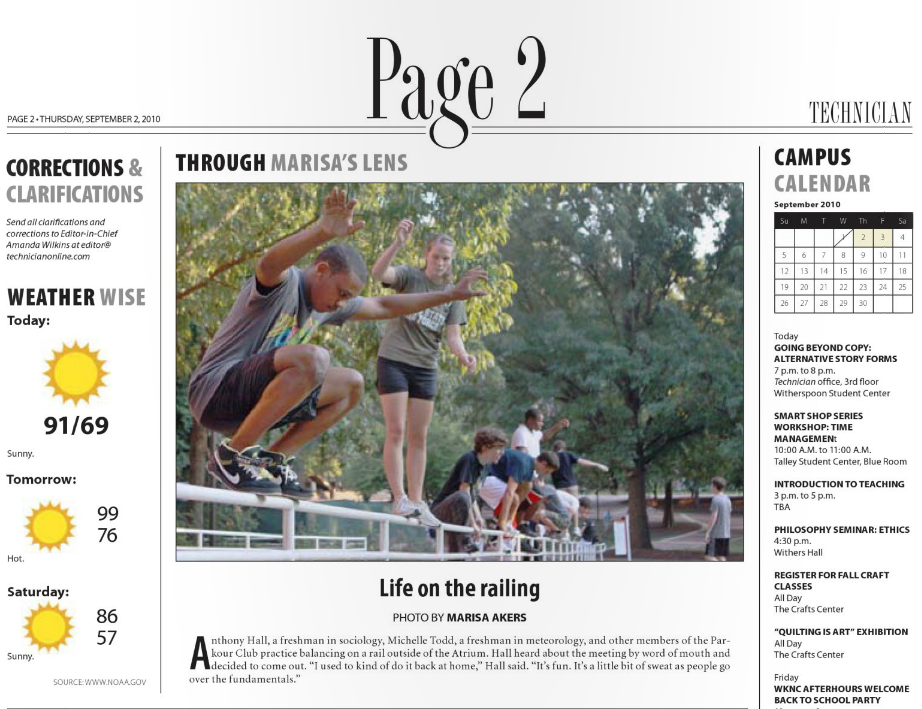 Page 2
PAGE 2 • THURSDAY, SEPTEMBER 2, 2010
TECHNICIAN
CORRECTIONS &
CLARIFICATIONS
Send all clarifications and
corrections to Editor-in-Chief
Amanda Wilkins at editor@
technicianonline.com
WEATHER WISE
Today:
91/69
Sunny.
Tomorrow:
99
76
Hot.
Saturday:
86
57
Sunny.
SOURCE: WWW.NOAA.GOV
THROUGH MARISA'S LENS
Life on the railing
PHOTO BY MARISA AKERS
Anthony Hall, a freshman in sociology, Michelle Todd, a freshman in meteorology, and other members of the Par-
kour Club practice balancing on a rail outside of the Atrium. Hall heard about the meeting by word of mouth and
decided to come out. “I used to kind of do it back at home,” Hall said. “It’s fun. It’s a little bit of sweat as people go
over the fundamentals.”
CAMPUS
CALENDAR
September 2010
Su M T W Th F Sa
1 2 3 4
5 6 7 8 9 10 11
12 13 14 15 16 17 18
19 20 21 22 23 24 25
26 27 28 29 30
Today
GOING BEYOND COPY:
ALTERNATIVE STORY FORMS
7 p.m. to 8 p.m.
Technician office, 3rd floor
Witherspoon Student Center
SMART SHOP SERIES
WORKSHOP: TIME
MANAGEMEN:
10:00 A.M. to 11:00 A.M.
Talley Student Center, Blue Room
INTRODUCTION TO TEACHING
3 p.m. to 5 p.m.
TBA
PHILOSOPHY SEMINAR: ETHICS
4:30 p.m.
Withers Hall
REGISTER FOR FALL CRAFT
CLASSES
All Day
The Crafts Center
“QUILTING IS ART” EXHIBITION
All Day
The Crafts Center
Friday
WKNC AFTERHOURS WELCOME
BACK TO SCHOOL PARTY